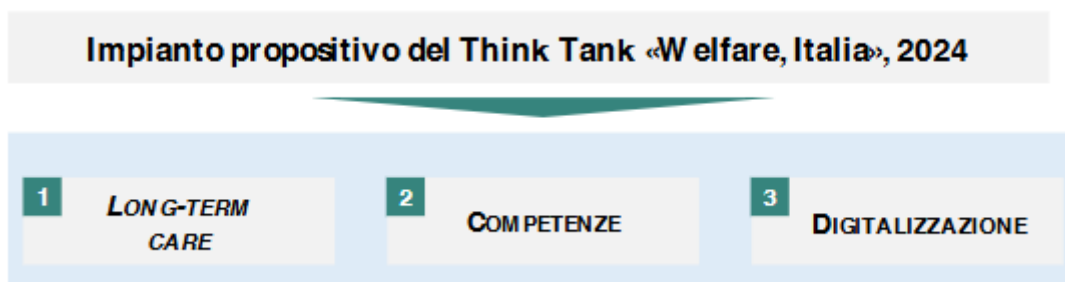 Impianto propositivo del Think Tank «Welfare, Italia», 2024
1
LONG-TERM
CARE
2
COMPETENZE
3
DIGITALIZZAZIONE